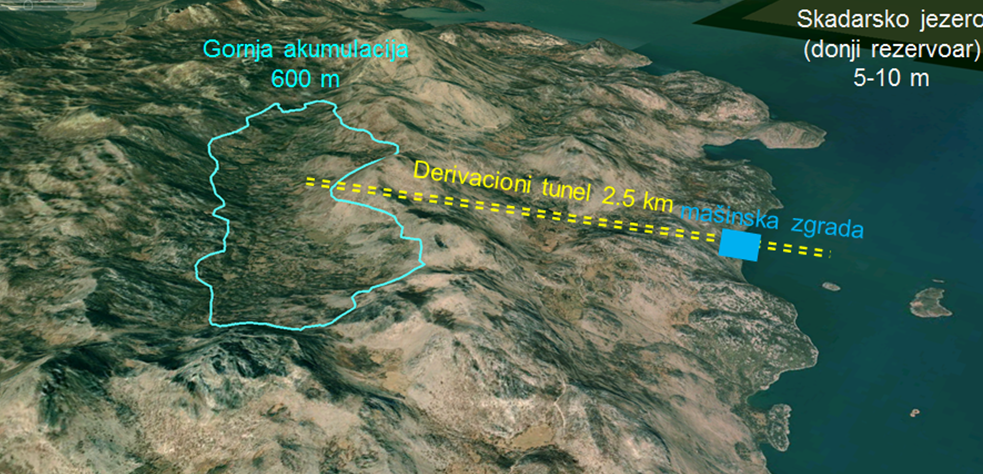 Skadarsko jezero
(donji rezervoar)
5-10 m
Gornja akumulacija
600 m
Derivacioni tunel 2.5 km
mašinska zgrada